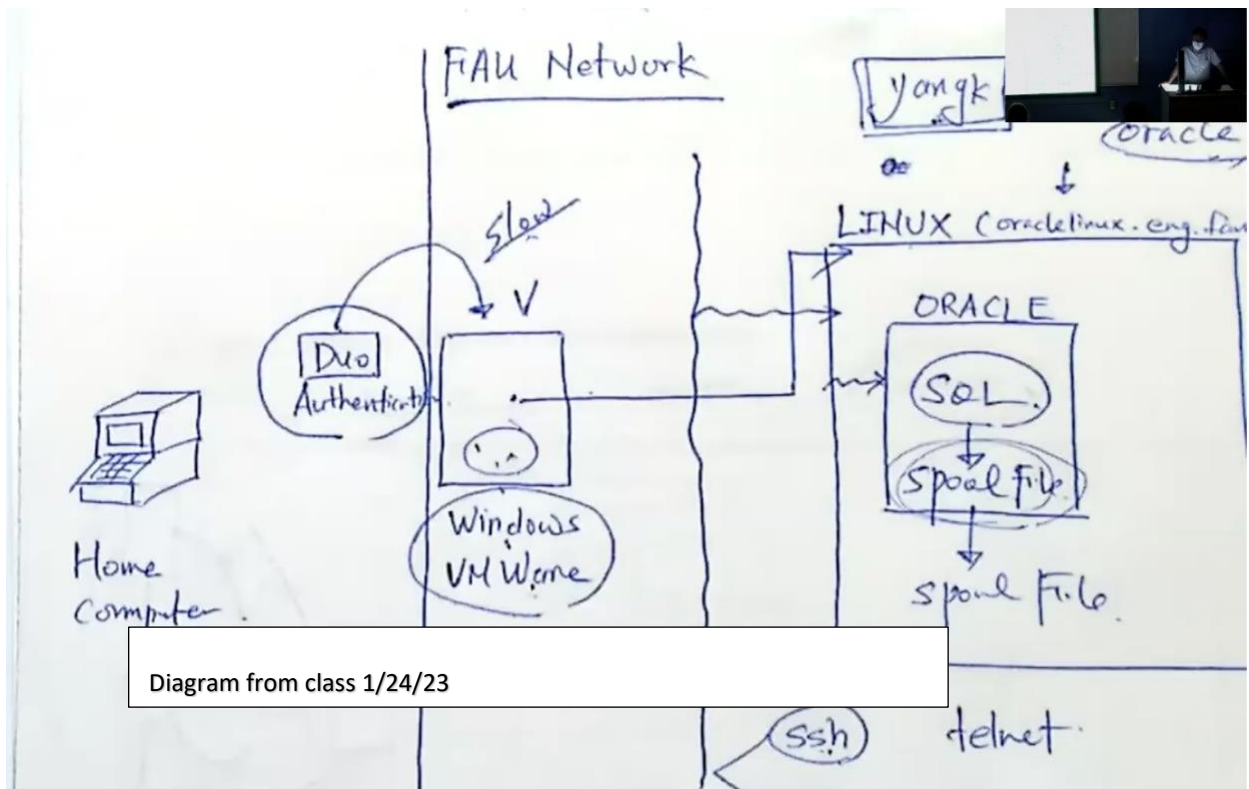 FAU Network
yangk
oracle
slow
LINUX (oraclelinux.eng.fau
V
ORACLE
Duo
Authenticati
SQL.
Spool File
Windows
VM Ware
Home
Computer.
Spool File.
Diagram from class 1/24/23
ssh
telnet.